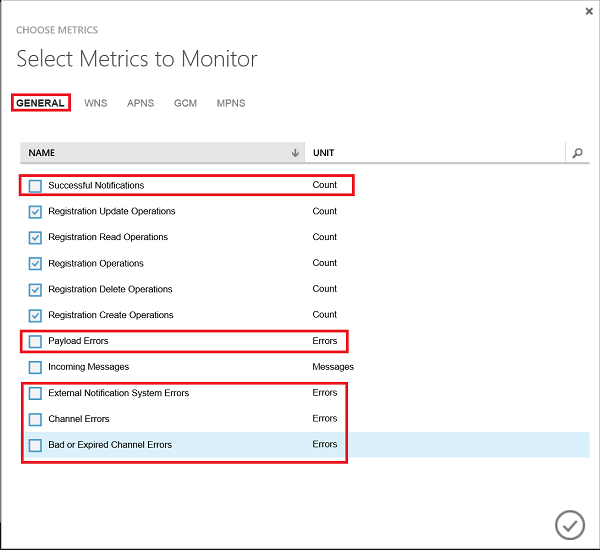 CHOOSE METRICS
Select Metrics to Monitor
GENERAL WNS APNS GCM MPNS
NAME UNIT
Successful Notifications Count
Registration Update Operations Count
Registration Read Operations Count
Registration Operations Count
Registration Delete Operations Count
Registration Create Operations Count
Payload Errors Errors
Incoming Messages Messages
External Notification System Errors Errors
Channel Errors Errors
Bad or Expired Channel Errors Errors